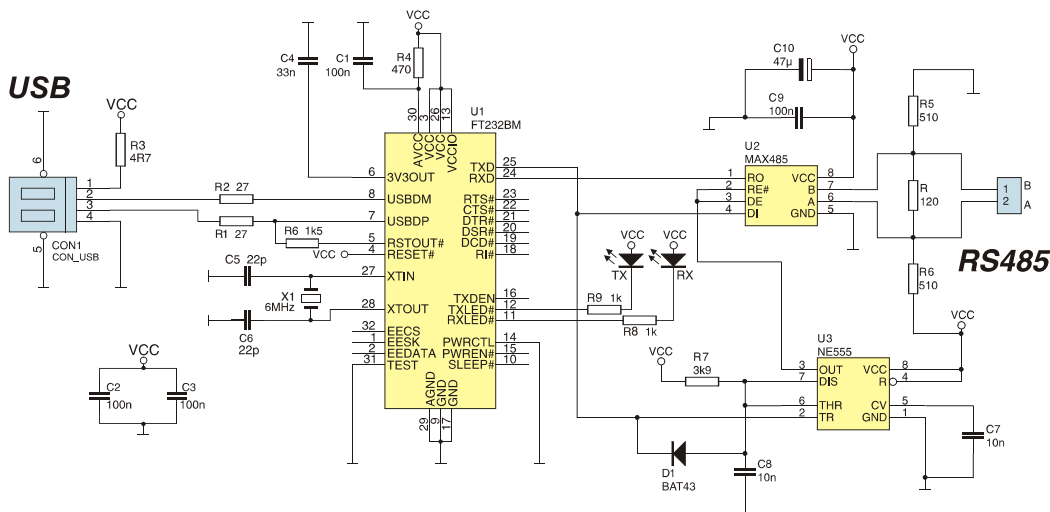 USB
6
1
2
3
4
5
CON1
CON_USB
VCC
R3
4R7
R2 27
R1 27
R6 1k5
VCC
C5 22p
X1
6MHz
C6
22p
VCC
C2
100n
C3
100n
C4
33n
C1
100n
VCC
R4
470
30
3
26
13
U1
FT232BM
AVCC
VCC
VCC
VCCIO
6 3V3OUT
8 USBDM
7 USBDP
5 RSTOUT#
4 RESET#
27 XTIN
28 XTOUT
32 EECS
1 EESK
2 EEDATA
31 TEST
TXD 25
RXD 24
RTS# 23
CTS# 22
DTR# 21
DSR# 20
DCD# 19
RI# 18
TXDEN 16
TXLED# 12
RXLED# 11
PWRCTL 14
PWREN# 15
SLEEP# 10
AGND
GND
GND
29
9
17
VCC
VCC
TX
RX
R9 1k
R8 1k
C10
47µ
C9
100n
VCC
U2
MAX485
1 RO
2 RE#
3 DE
4 DI
VCC 8
B 7
A 6
GND 5
R5
510
R
120
R6
510
1 B
2 A
RS485
VCC
VCC
R7
3k9
U3
NE555
3 OUT
7 DIS
6 THR
2 TR
VCC 8
R 4
CV 5
GND 1
C7
10n
D1
BAT43
C8
10n